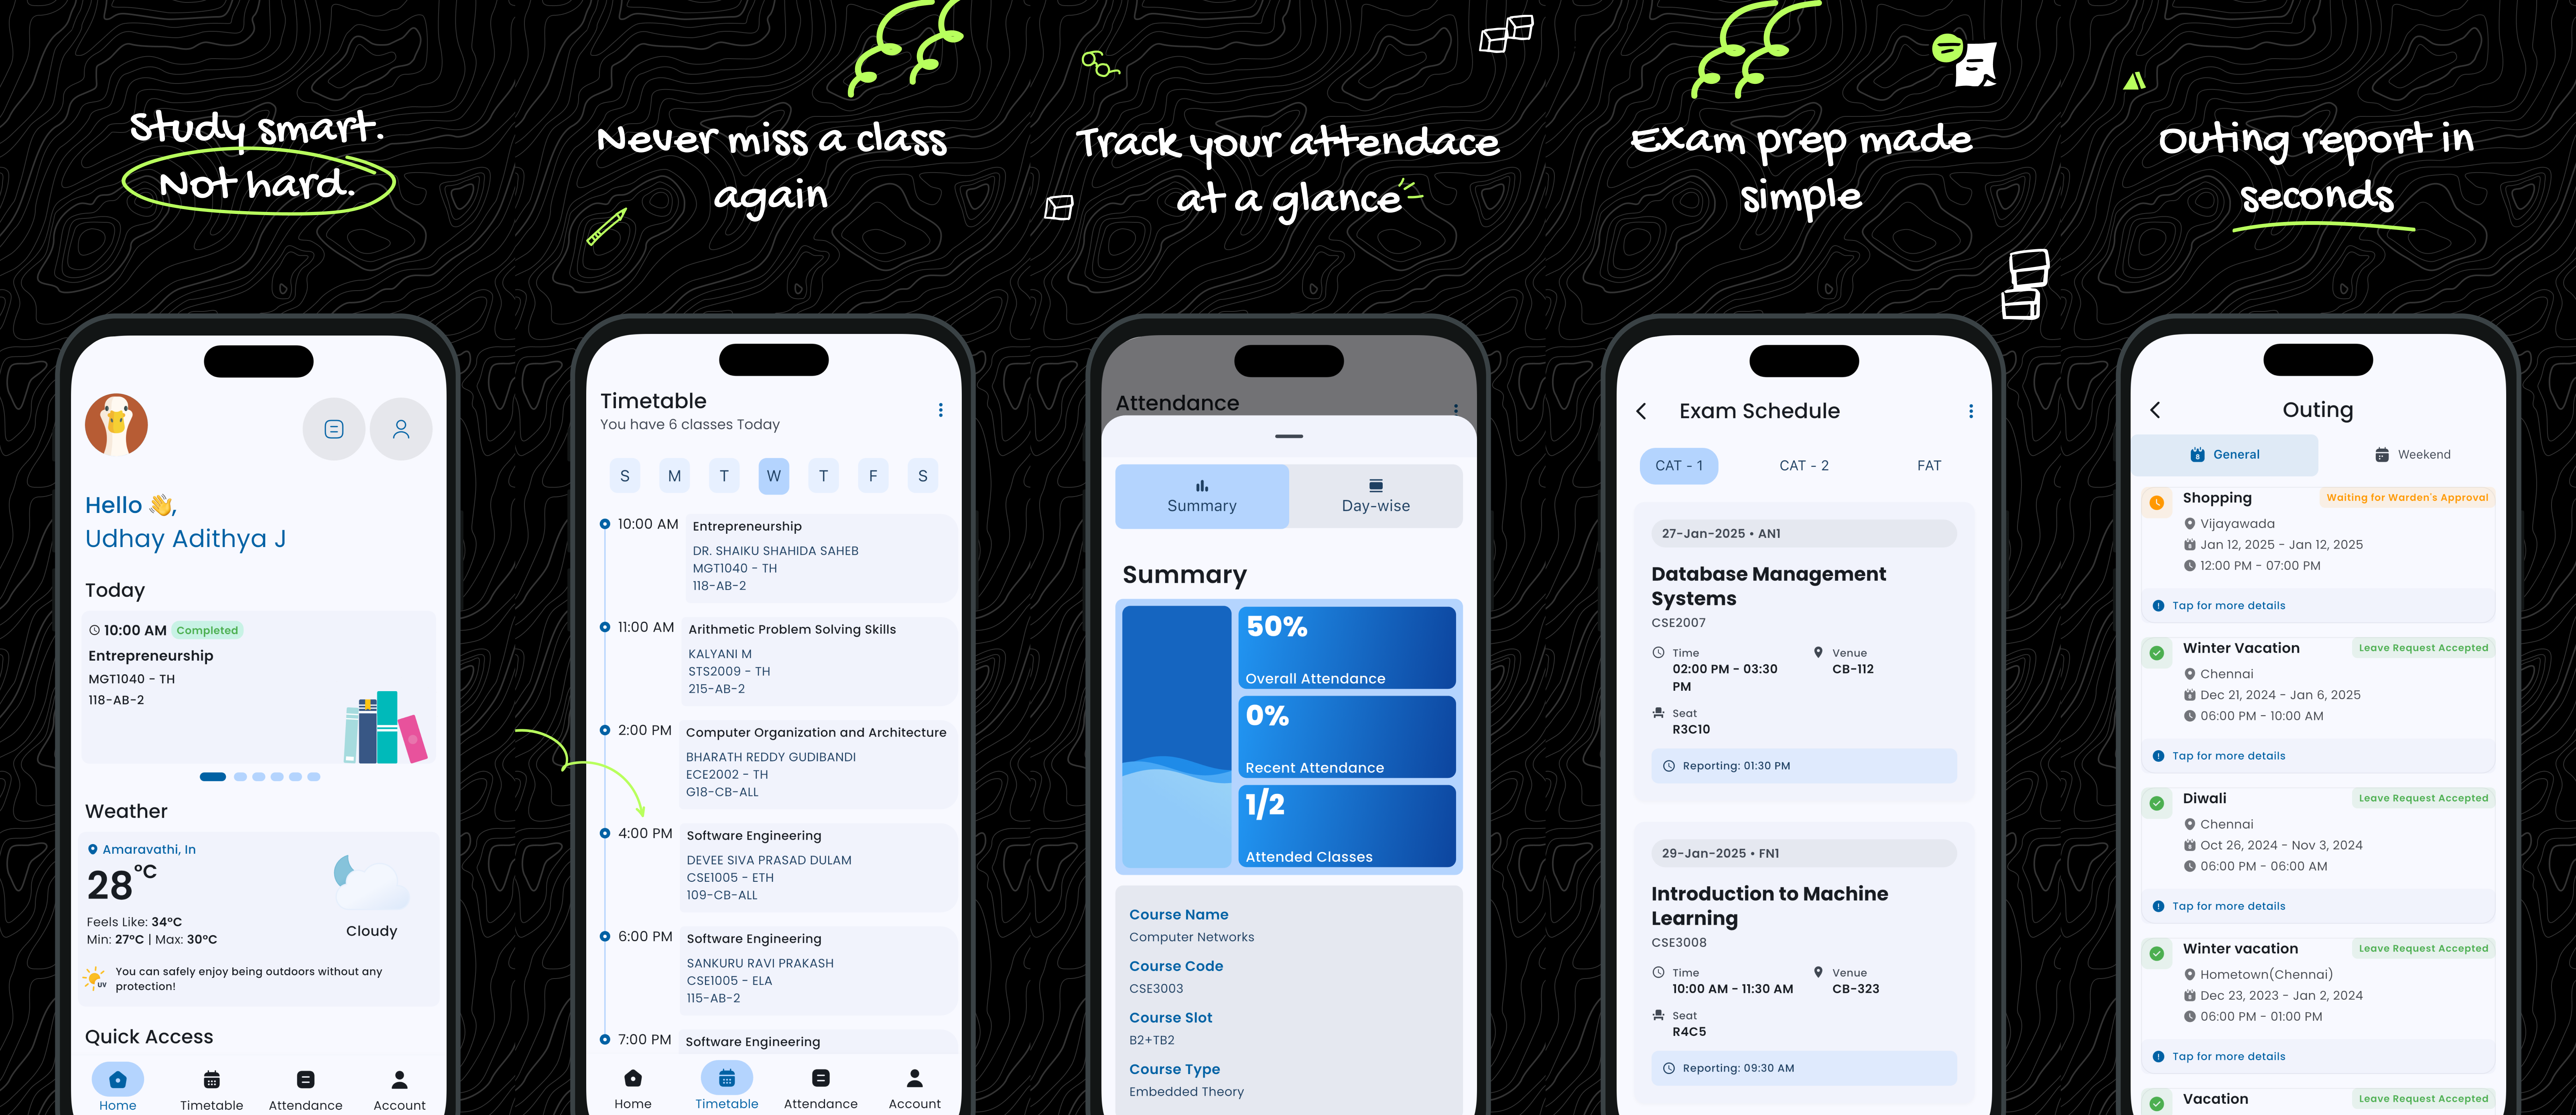 Study smart.
Not hard.
Hello 👋,
Udhay Adithya J
Today
10:00 AM Completed
Entrepreneurship
MGT1040 - TH
118-AB-2
Weather
Amaravathi, In
28°C
Feels Like: 34°C
Min: 27°C | Max: 30°C
Cloudy
UV
You can safely enjoy being outdoors without any
protection!
Quick Access
Home Timetable Attendance Account
Never miss a class
again
Timetable
You have 6 classes Today
S M T W T F S
10:00 AM Entrepreneurship
DR. SHAIKU SHAHIDA SAHEB
MGT1040 - TH
118-AB-2
11:00 AM Arithmetic Problem Solving Skills
KALYANI M
STS2009 - TH
215-AB-2
2:00 PM Computer Organization and Architecture
BHARATH REDDY GUDIBANDI
ECE2002 - TH
G18-CB-ALL
4:00 PM Software Engineering
DEVEE SIVA PRASAD DULAM
CSE1005 - ETH
109-CB-ALL
6:00 PM Software Engineering
SANKURU RAVI PRAKASH
CSE1005 - ELA
115-AB-2
7:00 PM Software Engineering
Home Timetable Attendance Account
Track your attendace
at a glance
Attendance
Summary Day-wise
Summary
50%
Overall Attendance
0%
Recent Attendance
1/2
Attended Classes
Course Name
Computer Networks
Course Code
CSE3003
Course Slot
B2+TB2
Course Type
Embedded Theory
Exam prep made
simple
Exam Schedule
CAT - 1 CAT - 2 FAT
27-Jan-2025 • AN1
Database Management
Systems
CSE2007
Time Venue
02:00 PM - 03:30 CB-112
PM
Seat
R3C10
Reporting: 01:30 PM
29-Jan-2025 • FN1
Introduction to Machine
Learning
CSE3008
Time Venue
10:00 AM - 11:30 AM CB-323
Seat
R4C5
Reporting: 09:30 AM
Outing report in
seconds
Outing
General Weekend
Shopping Waiting for Warden's Approval
Vijayawada
Jan 12, 2025 - Jan 12, 2025
12:00 PM - 07:00 PM
Tap for more details
Winter Vacation Leave Request Accepted
Chennai
Dec 21, 2024 - Jan 6, 2025
06:00 PM - 10:00 AM
Tap for more details
Diwali Leave Request Accepted
Chennai
Oct 26, 2024 - Nov 3, 2024
06:00 PM - 06:00 AM
Tap for more details
Winter vacation Leave Request Accepted
Hometown(Chennai)
Dec 23, 2023 - Jan 2, 2024
06:00 PM - 01:00 PM
Tap for more details
Vacation Leave Request Accepted